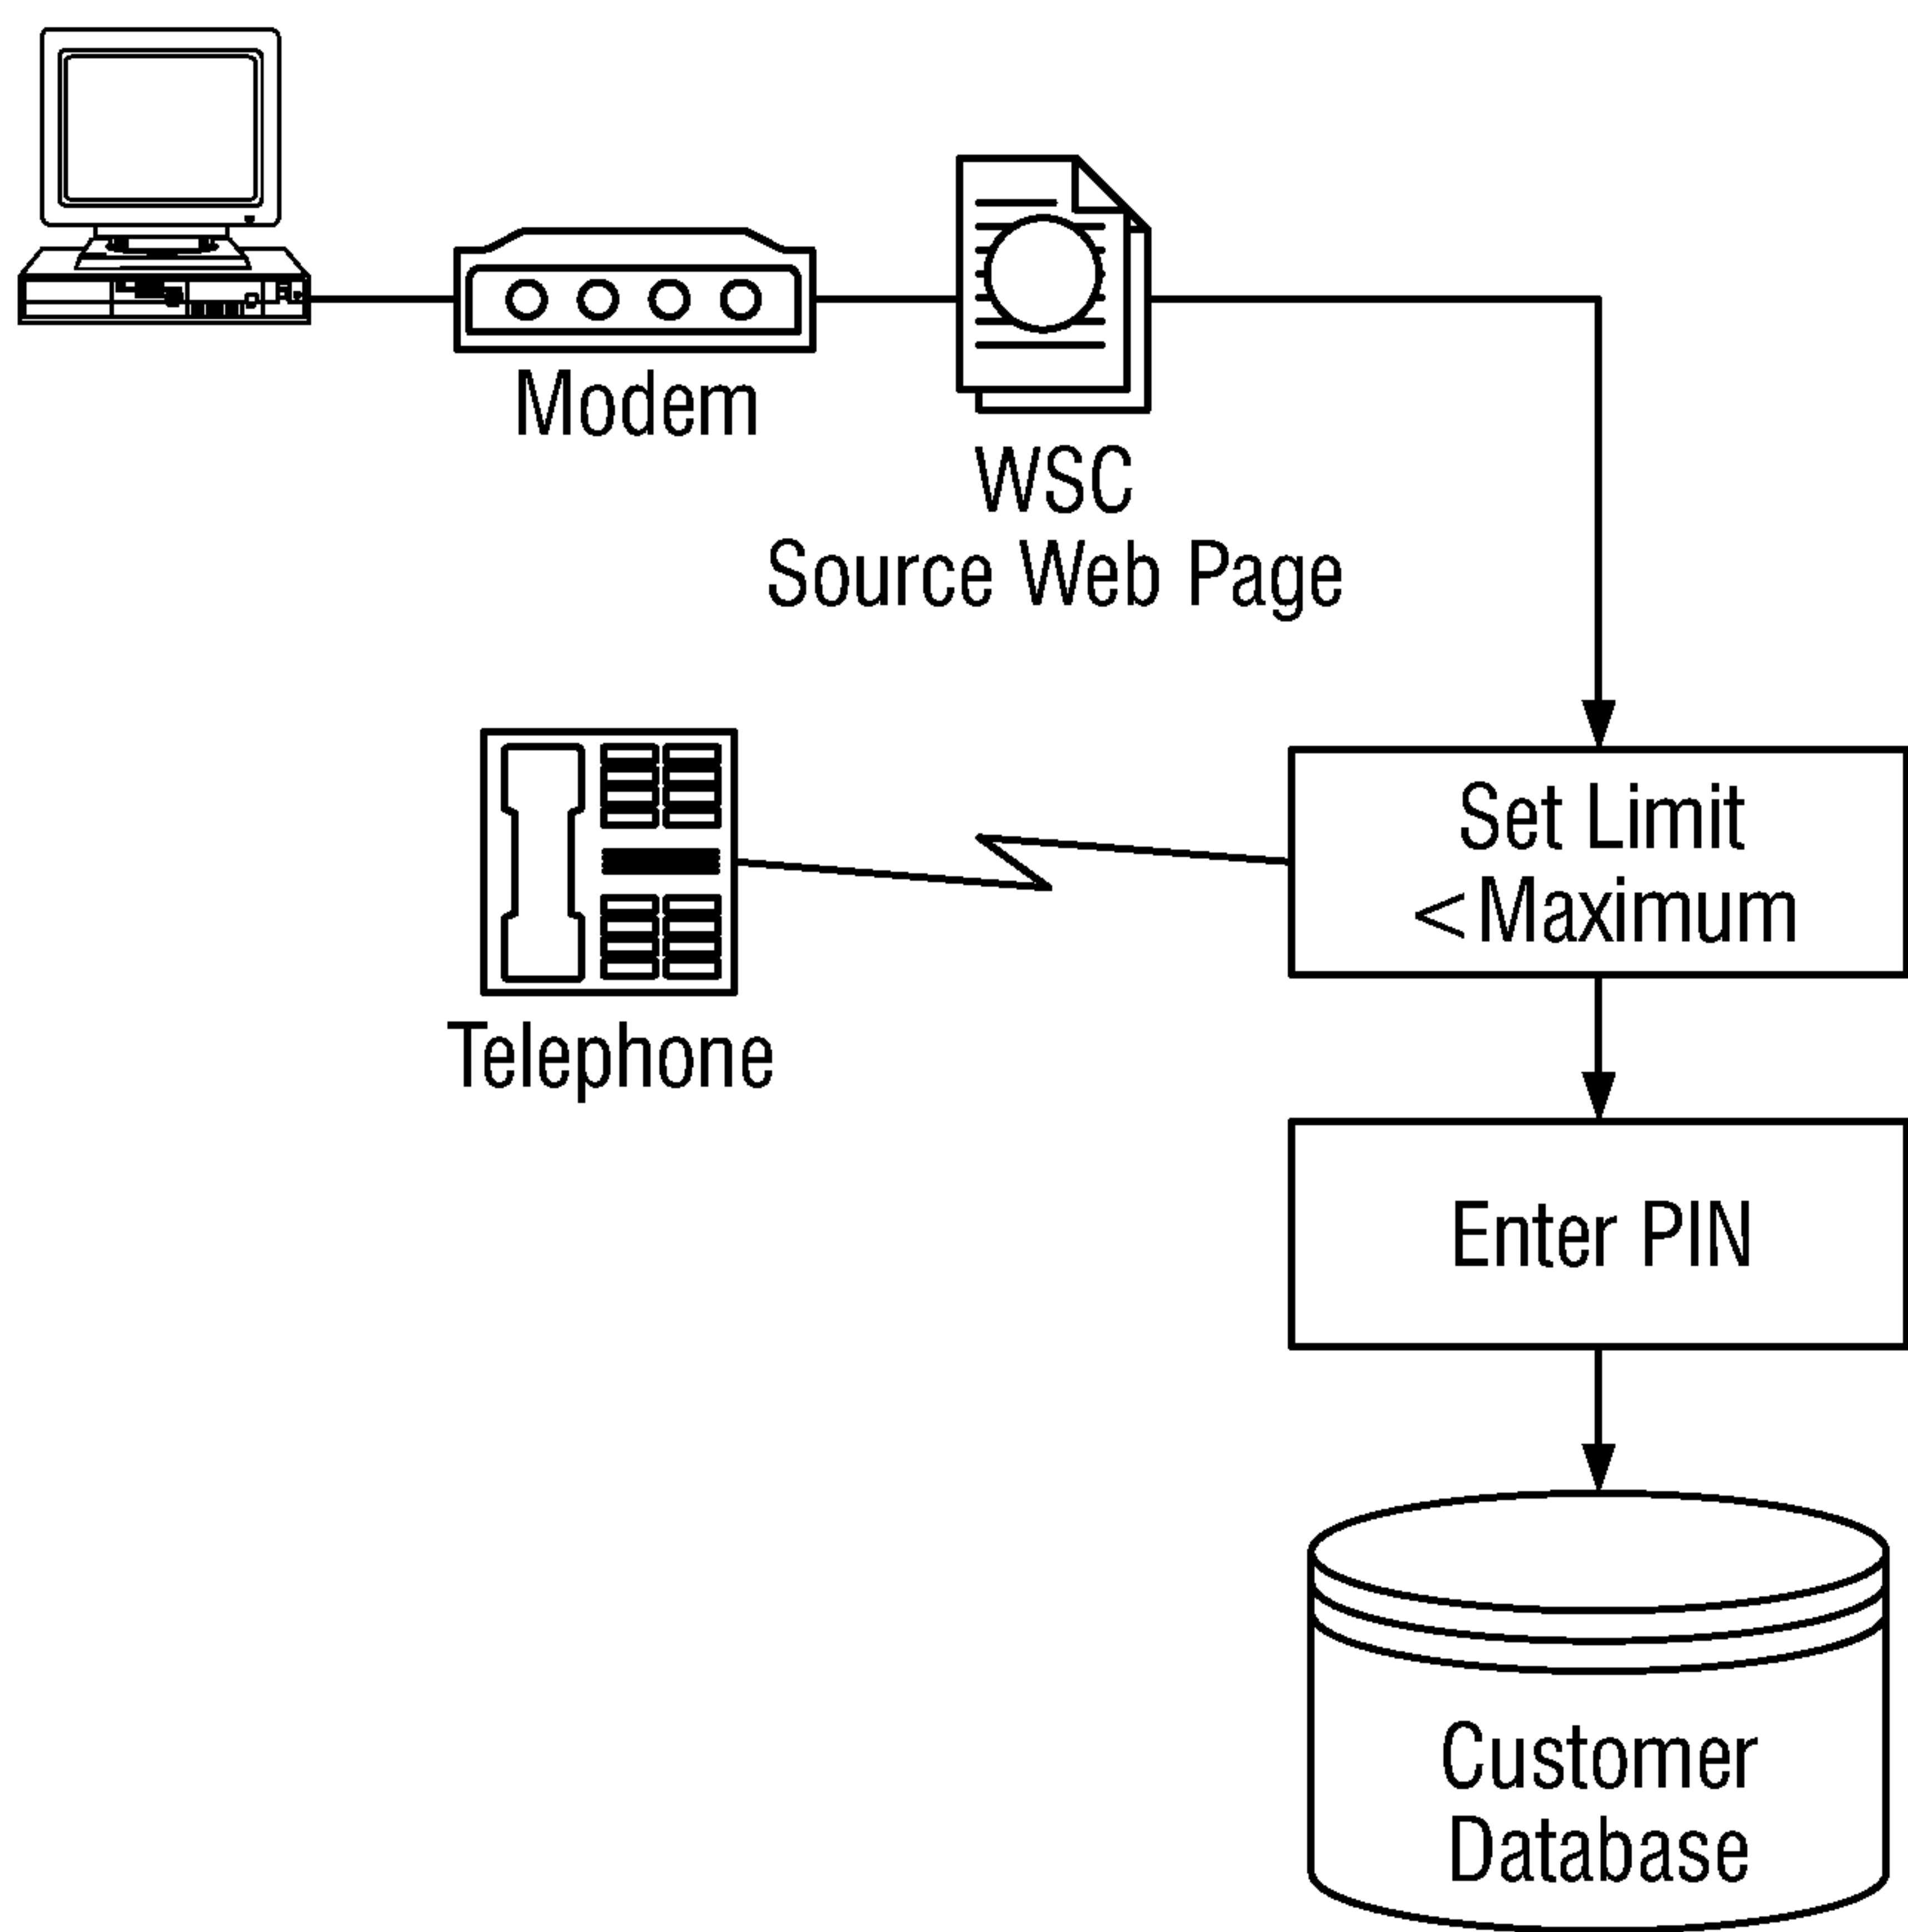 Modem
WSC
Source Web Page
Telephone
Set Limit
< Maximum
Enter PIN
Customer
Database